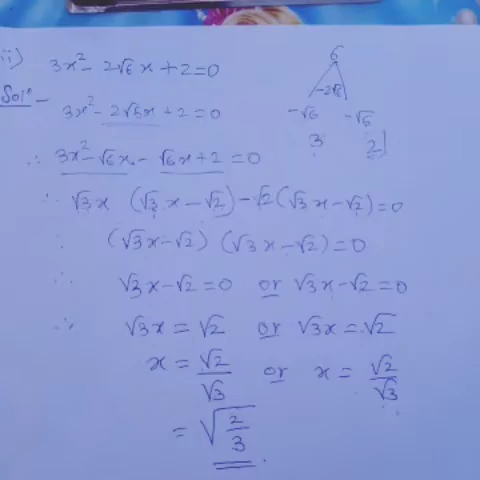 ii) 3x² - 2√6 x + 2 = 0
6
-2√6
-√6 -√6
3 2
Solⁿ - 3x² - 2√6x + 2 = 0
∴ 3x² - √6x - √6x + 2 = 0
∴ √3x (√3x - √2) - √2(√3x - √2) = 0
∴ (√3x - √2) (√3x - √2) = 0
∴ √3x - √2 = 0 or √3x - √2 = 0
∴ √3x = √2 or √3x = √2
x = √2/√3 or x = √2/√3
= √(2/3)